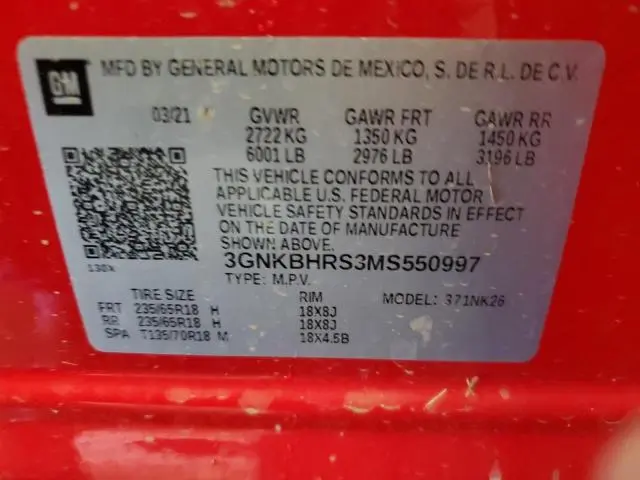 GM
MFD BY GENERAL MOTORS DE MEXICO, S. DE R.L. DE C.V.
03/21 GVWR GAWR FRT GAWR RR
2722 KG 1350 KG 1450 KG
6001 LB 2976 LB 3196 LB
THIS VEHICLE CONFORMS TO ALL
APPLICABLE U.S. FEDERAL MOTOR
VEHICLE SAFETY STANDARDS IN EFFECT
ON THE DATE OF MANUFACTURE
SHOWN ABOVE.
130X
3GNKBHRS3MS550997
TYPE: M.P.V.
TIRE SIZE RIM MODEL: 371NK26
FRT 235/65R18 H 18X8J
RR 235/65R18 H 18X8J
SPA T135/70R18 M 18X4.5B